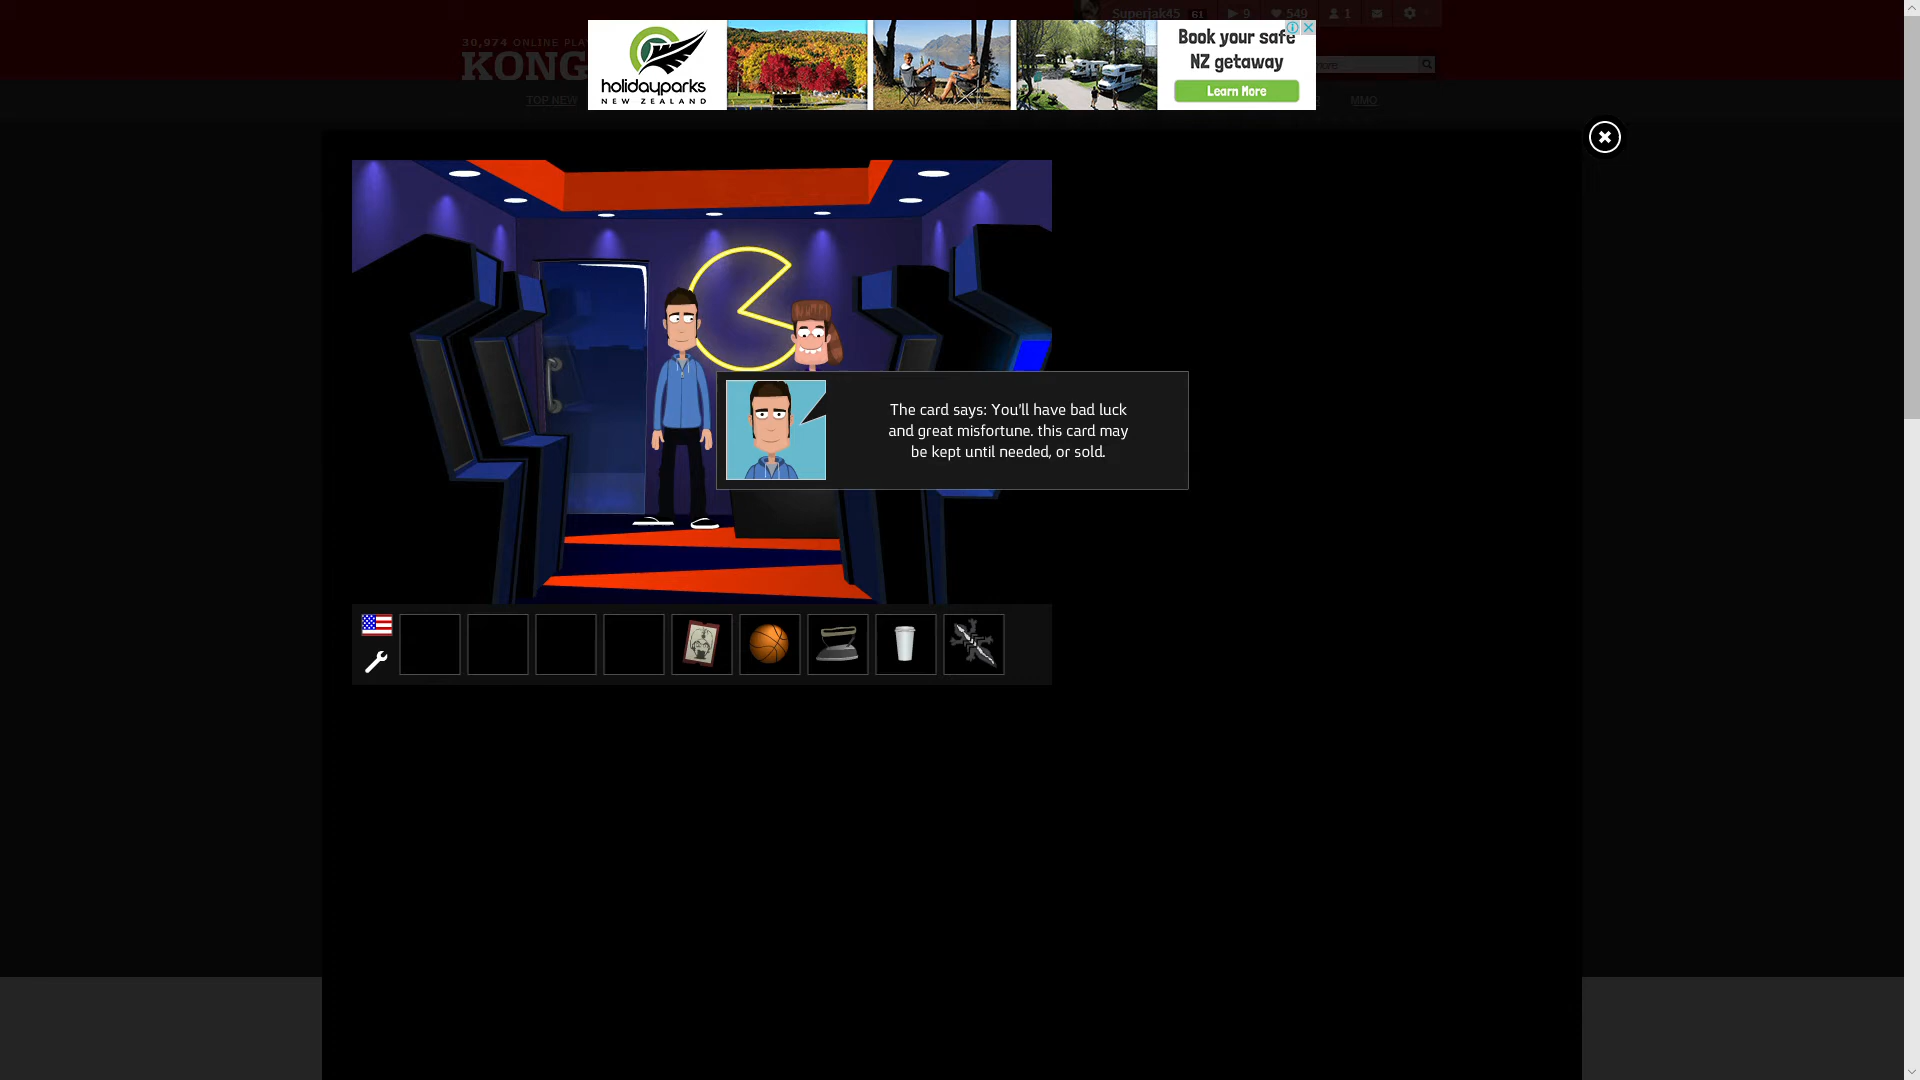 Superjak45 61 9 549 1
30,974 ONLINE PLA
KONG
holidayparks
NEW ZEALAND
Book your safe
NZ getaway
Learn More
TOP NEW
MMO
The card says: You'll have bad luck
and great misfortune. this card may
be kept until needed, or sold.